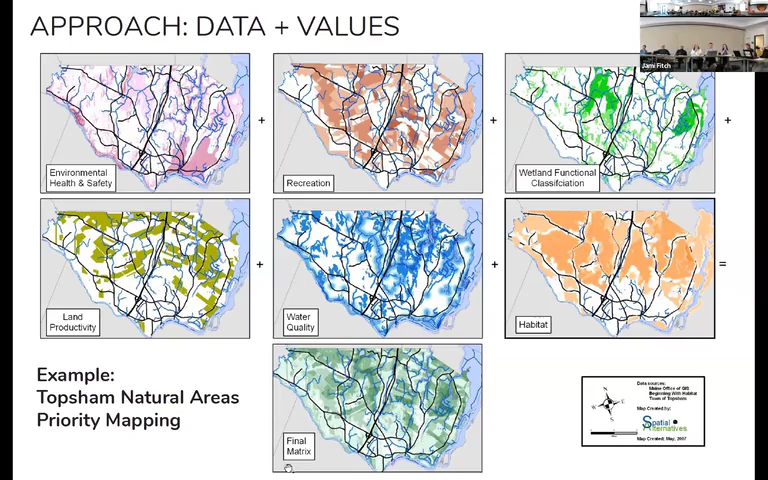 APPROACH: DATA + VALUES
Jami Fitch
Environmental
Health & Safety
+
Recreation
+
Wetland Functional
Classifciation
+
Land
Productivity
+
Water
Quality
+
Habitat
=
Example:
Topsham Natural Areas
Priority Mapping
Final
Matrix
N
W
E
S
Data sources:
Maine Office of GIS
Beginning With Habitat
Town of Topsham
Map Created by:
Spatial
Alternatives
Map Created: May, 2007